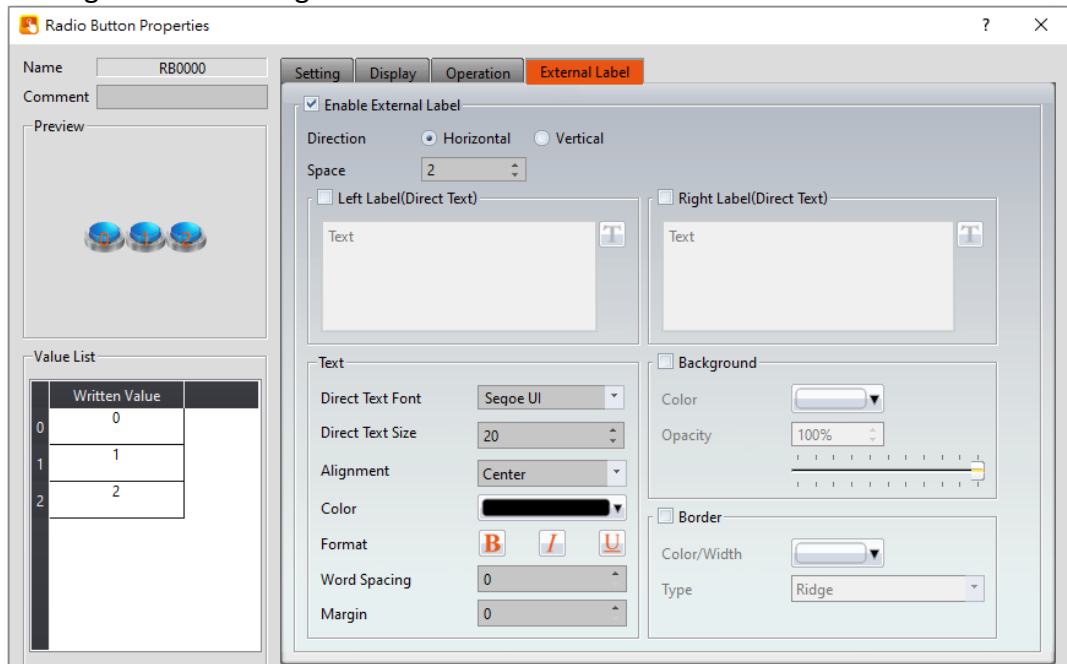 Radio Button Properties ? ✕
Name RB0000
Comment
Preview
0 1 2
Value List
Written Value
0 0
1 1
2 2
Setting Display Operation External Label
Enable External Label
Direction Horizontal Vertical
Space 2
Left Label(Direct Text)
Text T
Right Label(Direct Text)
Text T
Text
Direct Text Font Segoe UI
Direct Text Size 20
Alignment Center
Color
Format B I U
Word Spacing 0
Margin 0
Background
Color
Opacity 100%
Border
Color/Width
Type Ridge